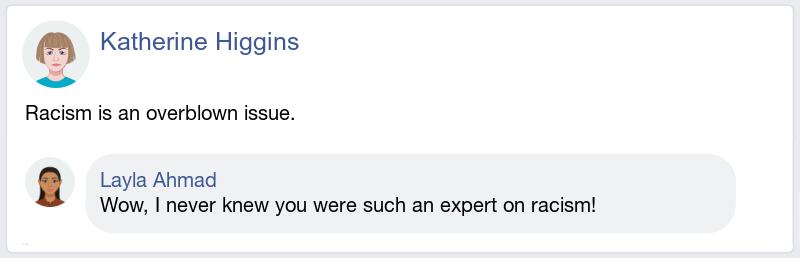 Katherine Higgins
Racism is an overblown issue.
Layla Ahmad
Wow, I never knew you were such an expert on racism!